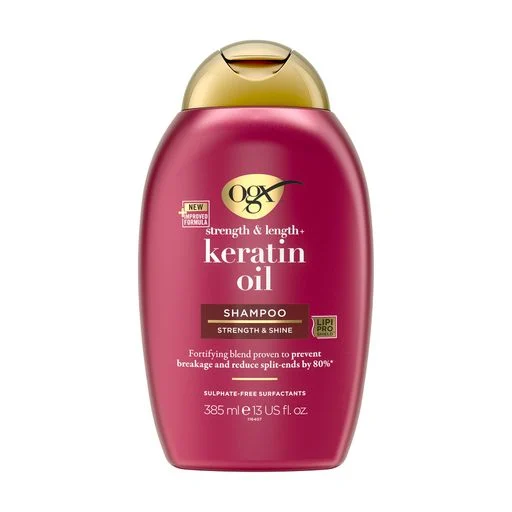 ogx
NEW
+IMPROVED
FORMULA
strength & length+
keratin
oil
SHAMPOO
STRENGTH & SHINE
LIPI
PRO
SHIELD
Fortifying blend proven to prevent
breakage and reduce split-ends by 80%*
SULPHATE-FREE SURFACTANTS
385 ml e 13 US fl. oz.